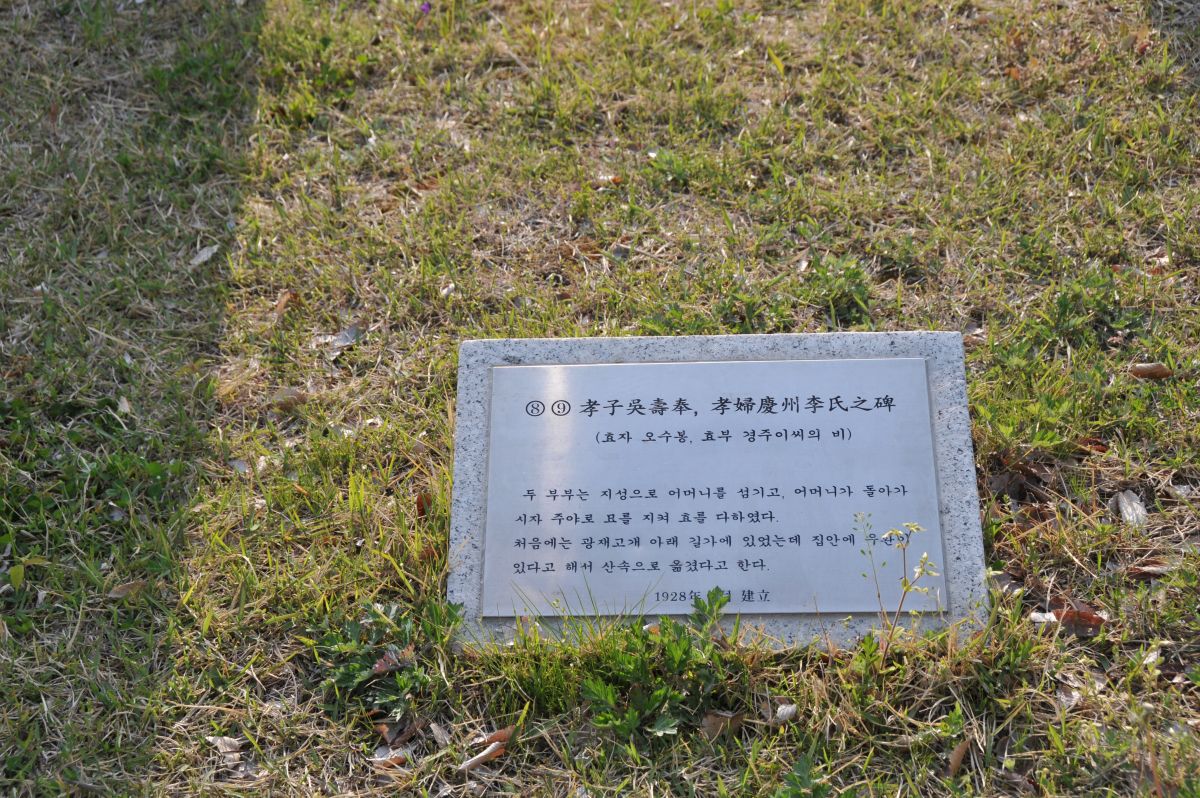 ⑧ ⑨ 孝子吳壽奉, 孝婦慶州李氏之碑
(효자 오수봉, 효부 경주이씨의 비)
두 부부는 지성으로 어머니를 섬기고, 어머니가 돌아가
시자 주야로 묘를 지켜 효를 다하였다.
처음에는 광재고개 아래 길가에 있었는데 집안에 우환이
있다고 해서 산속으로 옮겼다고 한다.
1928年 建立